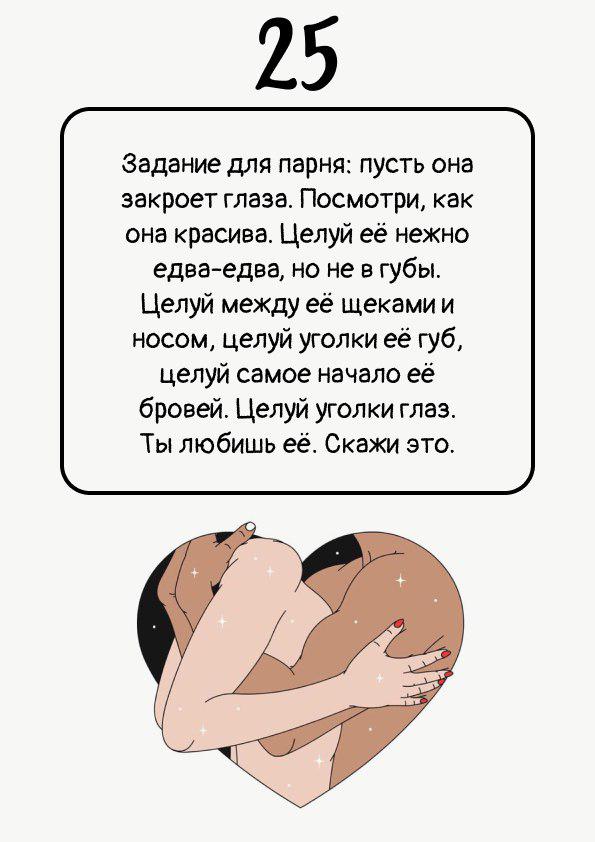 25
Задание для парня: пусть она
закроет глаза. Посмотри, как
она красива. Целуй её нежно
едва-едва, но не в губы.
Целуй между её щеками и
носом, целуй уголки её губ,
целуй самое начало её
бровей. Целуй уголки глаз.
Ты любишь её. Скажи это.